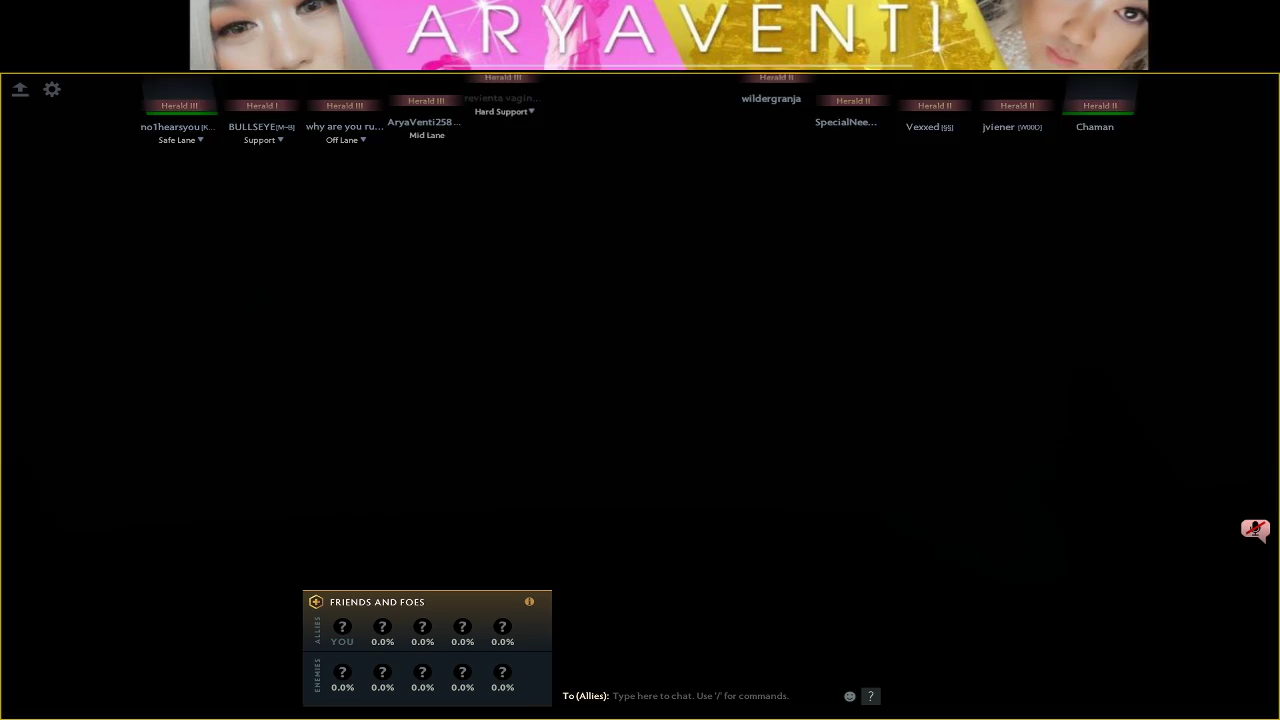 ARYAVENTI
Herald III
no1hearsyou [K...
Safe Lane
Herald I
BULLSEYE[M~B]
Support
Herald III
why are you ru...
Off Lane
Herald III
AryaVenti258...
Mid Lane
Herald III
revienta vagin...
Hard Support
Herald II
wildergranja
Herald II
SpecialNee...
Herald II
Vexxed [§§]
Herald II
jviener [W00D]
Herald II
Chaman
FRIENDS AND FOES
ALLIES
? ? ? ? ?
YOU 0.0% 0.0% 0.0% 0.0%
ENEMIES
? ? ? ? ?
0.0% 0.0% 0.0% 0.0% 0.0%
To (Allies): Type here to chat. Use '/' for commands.
?